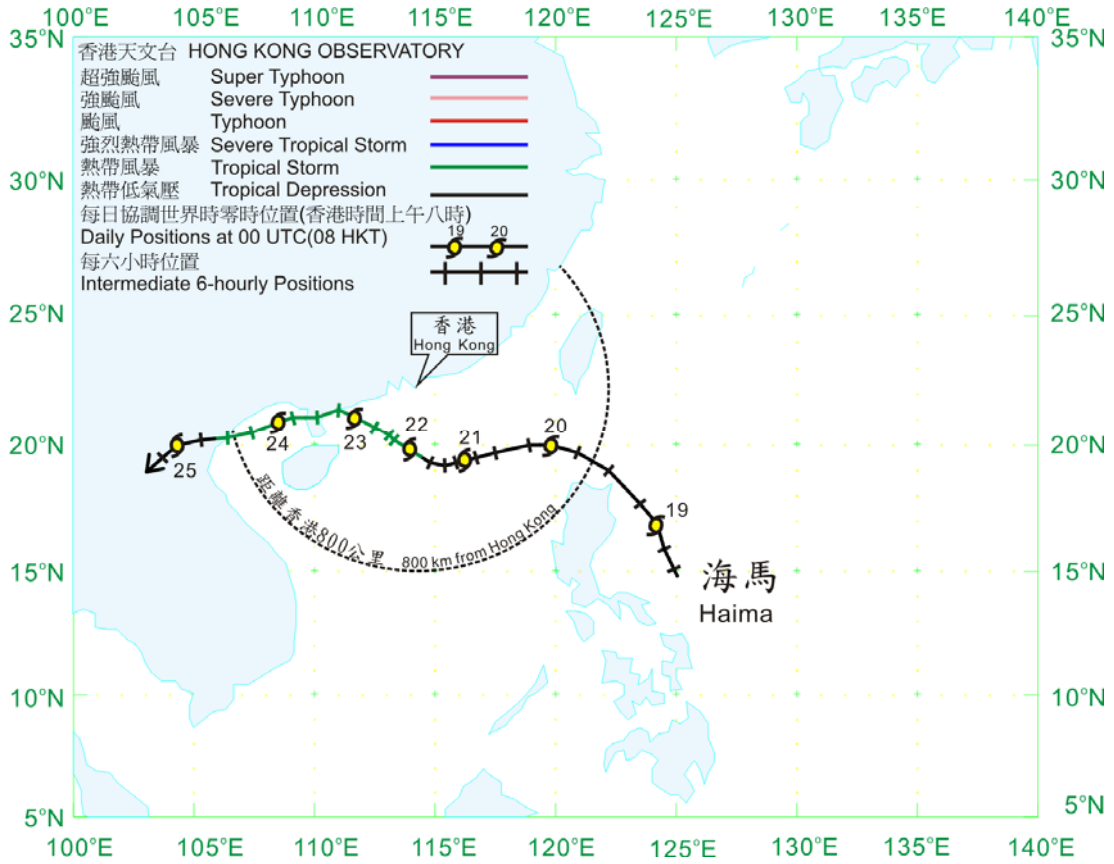 100°E 105°E 110°E 115°E 120°E 125°E 130°E 135°E 140°E
35°N 35°N
香港天文台 HONG KONG OBSERVATORY
超強颱風 Super Typhoon
強颱風 Severe Typhoon
颱風 Typhoon
強烈熱帶風暴 Severe Tropical Storm
熱帶風暴 Tropical Storm
熱帶低氣壓 Tropical Depression
30°N 30°N
每日協調世界時零時位置(香港時間上午八時)
Daily Positions at 00 UTC(08 HKT)
19 20
每六小時位置
Intermediate 6-hourly Positions
25°N 25°N
香港
Hong Kong
20°N 20°N
25
24
23
22
21
20
19
距離香港800公里
800 km from Hong Kong
15°N 15°N
海馬
Haima
10°N 10°N
5°N 5°N
100°E 105°E 110°E 115°E 120°E 125°E 130°E 135°E 140°E